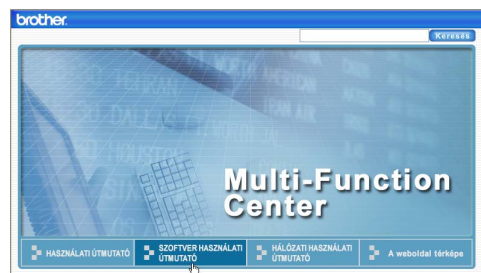 brother
Keresés
Multi-Function
Center
HASZNÁLATI ÚTMUTATÓ
SZOFTVER HASZNÁLATI
ÚTMUTATÓ
HÁLÓZATI HASZNÁLATI
ÚTMUTATÓ
A weboldal térképe